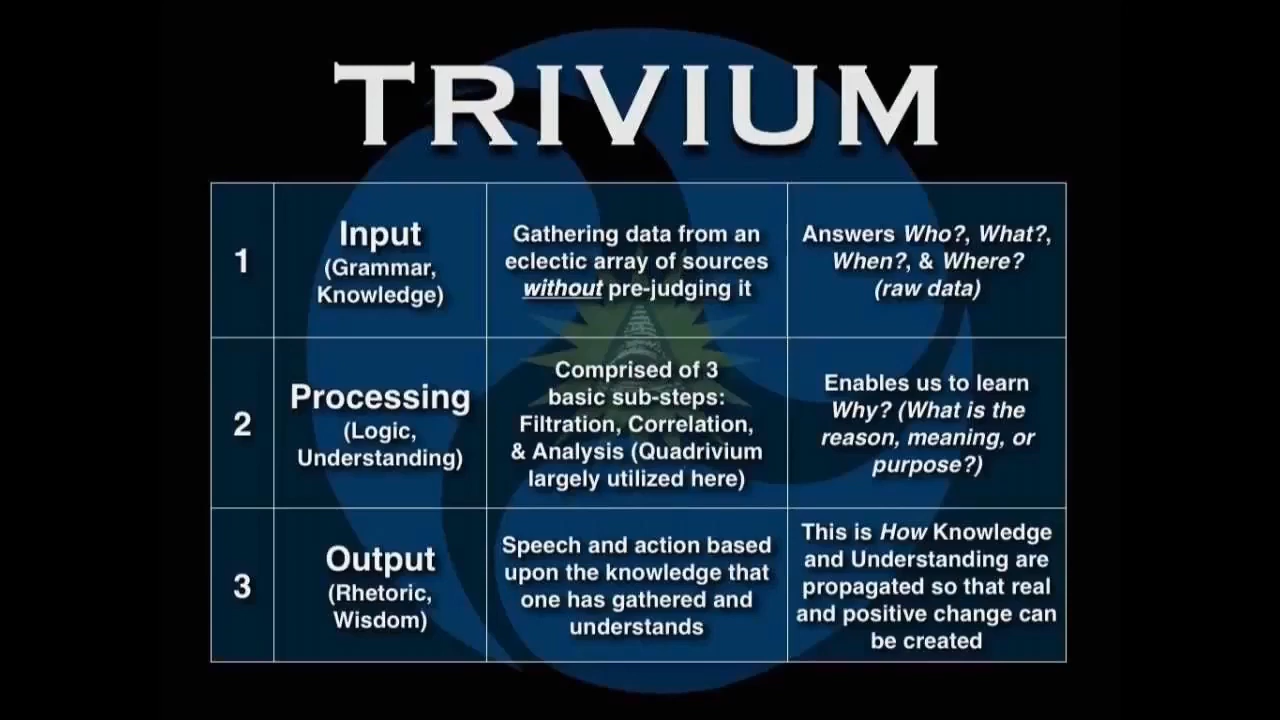 TRIVIUM
1
Input
(Grammar,
Knowledge)
Gathering data from an
eclectic array of sources
without pre-judging it
Answers Who?, What?,
When?, & Where?
(raw data)
2
Processing
(Logic,
Understanding)
Comprised of 3
basic sub-steps:
Filtration, Correlation,
& Analysis (Quadrivium
largely utilized here)
Enables us to learn
Why? (What is the
reason, meaning, or
purpose?)
3
Output
(Rhetoric,
Wisdom)
Speech and action based
upon the knowledge that
one has gathered and
understands
This is How Knowledge
and Understanding are
propagated so that real
and positive change can
be created